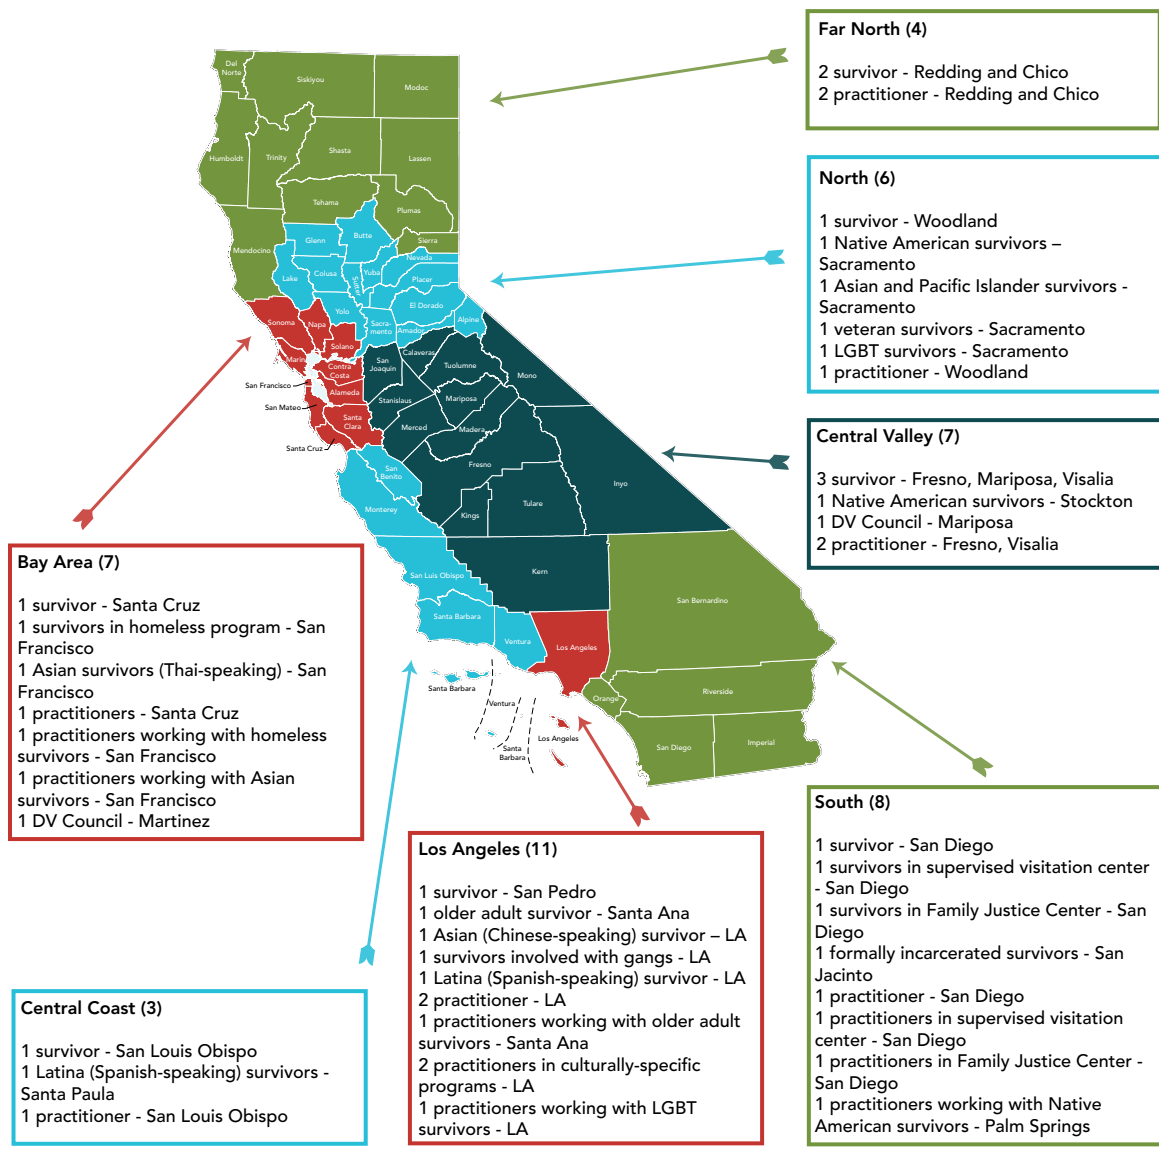 Far North (4)
2 survivor - Redding and Chico
2 practitioner - Redding and Chico
North (6)
1 survivor - Woodland
1 Native American survivors –
Sacramento
1 Asian and Pacific Islander survivors -
Sacramento
1 veteran survivors - Sacramento
1 LGBT survivors - Sacramento
1 practitioner - Woodland
Central Valley (7)
3 survivor - Fresno, Mariposa, Visalia
1 Native American survivors - Stockton
1 DV Council - Mariposa
2 practitioner - Fresno, Visalia
Bay Area (7)
1 survivor - Santa Cruz
1 survivors in homeless program - San
Francisco
1 Asian survivors (Thai-speaking) - San
Francisco
1 practitioners - Santa Cruz
1 practitioners working with homeless
survivors - San Francisco
1 practitioners working with Asian
survivors - San Francisco
1 DV Council - Martinez
Los Angeles (11)
1 survivor - San Pedro
1 older adult survivor - Santa Ana
1 Asian (Chinese-speaking) survivor – LA
1 survivors involved with gangs - LA
1 Latina (Spanish-speaking) survivor - LA
2 practitioner - LA
1 practitioners working with older adult
survivors - Santa Ana
2 practitioners in culturally-specific
programs - LA
1 practitioners working with LGBT
survivors - LA
South (8)
1 survivor - San Diego
1 survivors in supervised visitation center
- San Diego
1 survivors in Family Justice Center - San
Diego
1 formally incarcerated survivors - San
Jacinto
1 practitioner - San Diego
1 practitioners in supervised visitation
center - San Diego
1 practitioners in Family Justice Center -
San Diego
1 practitioners working with Native
American survivors - Palm Springs
Central Coast (3)
1 survivor - San Louis Obispo
1 Latina (Spanish-speaking) survivors -
Santa Paula
1 practitioner - San Louis Obispo
Del
Norte
Siskiyou
Modoc
Humboldt
Trinity
Shasta
Lassen
Tehama
Plumas
Mendocino
Glenn
Butte
Sierra
Nevada
Lake
Colusa
Sutter
Yuba
Placer
Yolo
El Dorado
Sonoma
Napa
Sacra-
mento
Amador
Alpine
Solano
Marin
Contra
Costa
San
Joaquin
Calaveras
Tuolumne
Mono
San Francisco
Alameda
San Mateo
Stanislaus
Mariposa
Santa
Clara
Merced
Madera
Santa Cruz
San
Benito
Fresno
Inyo
Monterey
Kings
Tulare
San Luis Obispo
Kern
San Bernardino
Santa Barbara
Ventura
Los Angeles
Santa Barbara
Ventura
Orange
Riverside
Santa
Barbara
Los Angeles
San Diego
Imperial